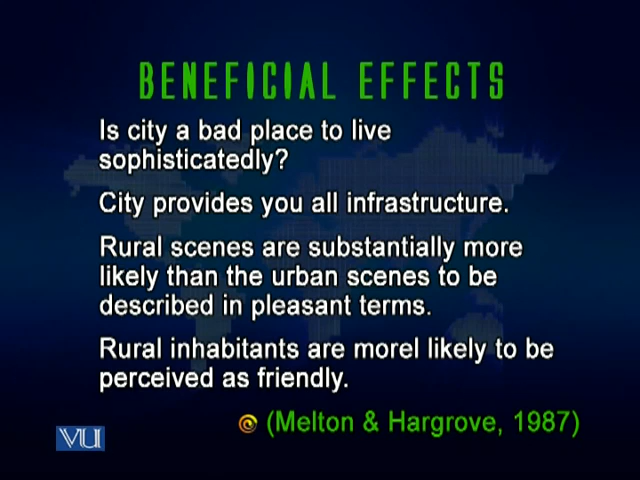 BENEFICIAL EFFECTS
Is city a bad place to live
sophisticatedly?
City provides you all infrastructure.
Rural scenes are substantially more
likely than the urban scenes to be
described in pleasant terms.
Rural inhabitants are morel likely to be
perceived as friendly.
(Melton & Hargrove, 1987)
VU